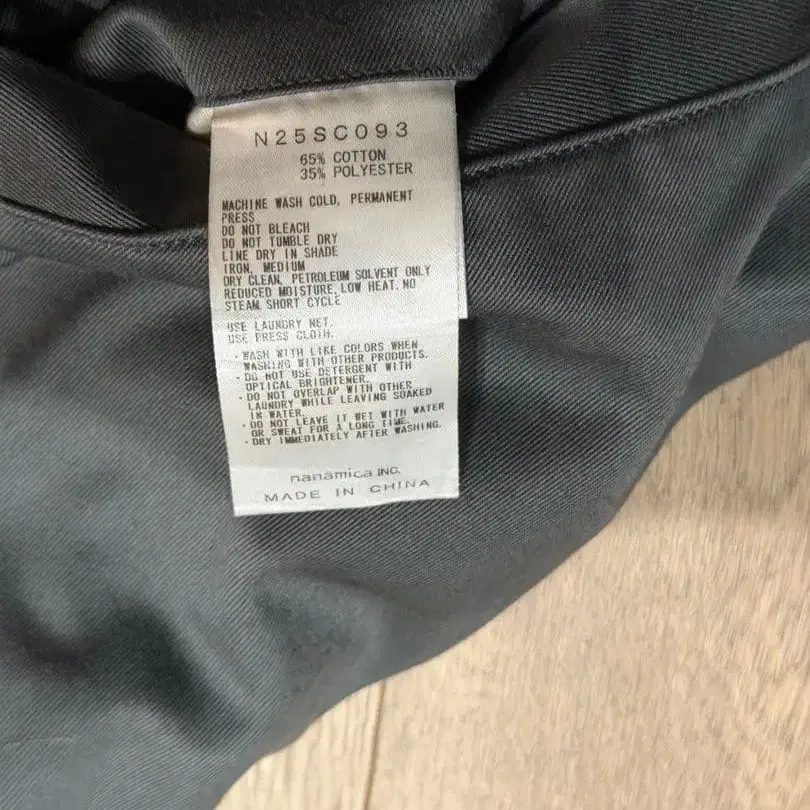 N25SC093
65% COTTON
35% POLYESTER
MACHINE WASH COLD, PERMANENT
PRESS
DO NOT BLEACH
DO NOT TUMBLE DRY
LINE DRY IN SHADE
IRON, MEDIUM
DRY CLEAN, PETROLEUM SOLVENT ONLY
REDUCED MOISTURE, LOW HEAT. NO
STEAM, SHORT CYCLE
USE LAUNDRY NET.
USE PRESS CLOTH.
・WASH WITH LIKE COLORS WHEN
WASHING WITH OTHER PRODUCTS.
・DO NOT USE DETERGENT WITH
OPTICAL BRIGHTENER.
・DO NOT OVERLAP WITH OTHER
LAUNDRY WHILE LEAVING SOAKED
IN WATER.
・DO NOT LEAVE IT WET WITH WATER
OR SWEAT FOR A LONG TIME.
・DRY IMMEDIATELY AFTER WASHING.
nanamica INC.
MADE IN CHINA